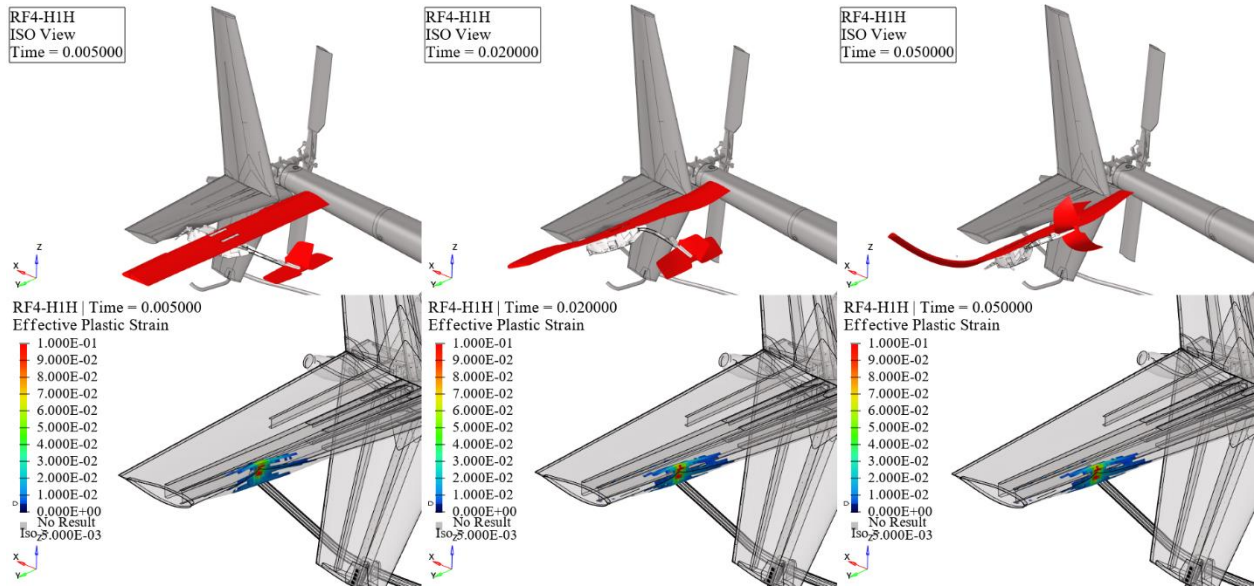 RF4-H1H
ISO View
Time = 0.005000
Z
X
Y
RF4-H1H
ISO View
Time = 0.020000
Z
X
Y
RF4-H1H
ISO View
Time = 0.050000
Z
X
Y
RF4-H1H | Time = 0.005000
Effective Plastic Strain
1.000E-01
9.000E-02
8.000E-02
7.000E-02
6.000E-02
5.000E-02
4.000E-02
3.000E-02
2.000E-02
1.000E-02
0.000E+00
No Result
Iso >5.000E-03
Z
X
Y
RF4-H1H | Time = 0.020000
Effective Plastic Strain
1.000E-01
9.000E-02
8.000E-02
7.000E-02
6.000E-02
5.000E-02
4.000E-02
3.000E-02
2.000E-02
1.000E-02
0.000E+00
No Result
Iso >5.000E-03
Z
X
Y
RF4-H1H | Time = 0.050000
Effective Plastic Strain
1.000E-01
9.000E-02
8.000E-02
7.000E-02
6.000E-02
5.000E-02
4.000E-02
3.000E-02
2.000E-02
1.000E-02
0.000E+00
No Result
Iso >5.000E-03
Z
X
Y